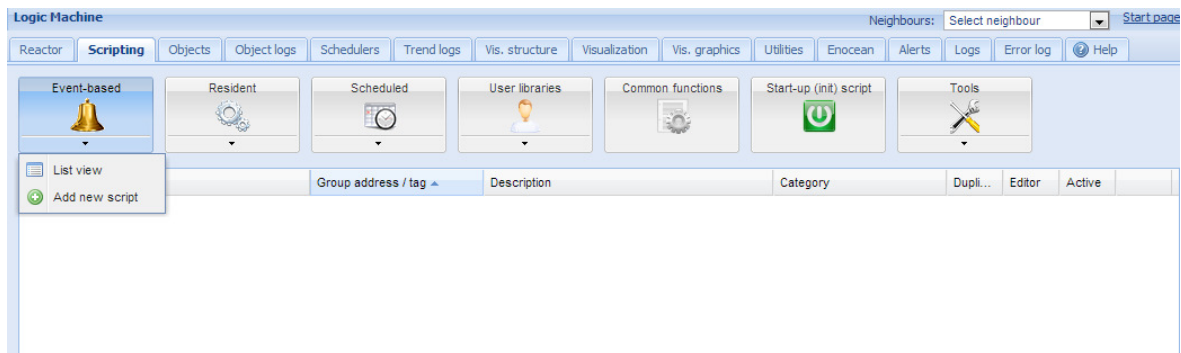 Logic Machine Neighbours: Select neighbour Start page
Reactor Scripting Objects Object logs Schedulers Trend logs Vis. structure Visualization Vis. graphics Utilities Enocean Alerts Logs Error log Help
Event-based Resident Scheduled User libraries Common functions Start-up (init) script Tools
Group address / tag Description Category Dupli... Editor Active
List view
Add new script